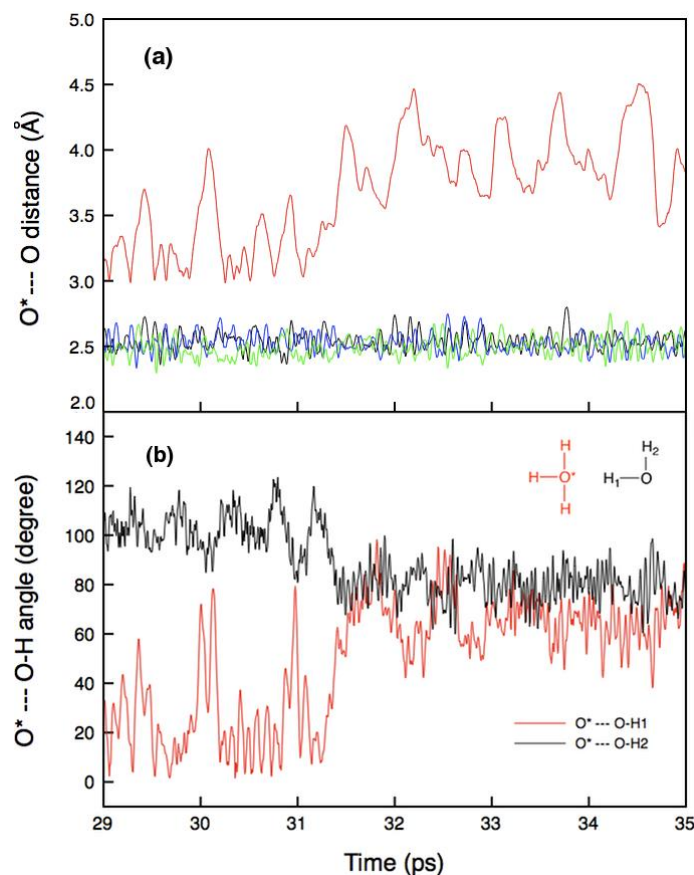 (a)
5.0
4.5
4.0
3.5
3.0
2.5
2.0
O* --- O distance (Å)
(b)
140
120
100
80
60
40
20
0
O* --- O-H angle (degree)
H
H O*
H
H2
H1 O
O* --- O-H1
O* --- O-H2
29 30 31 32 33 34 35
Time (ps)